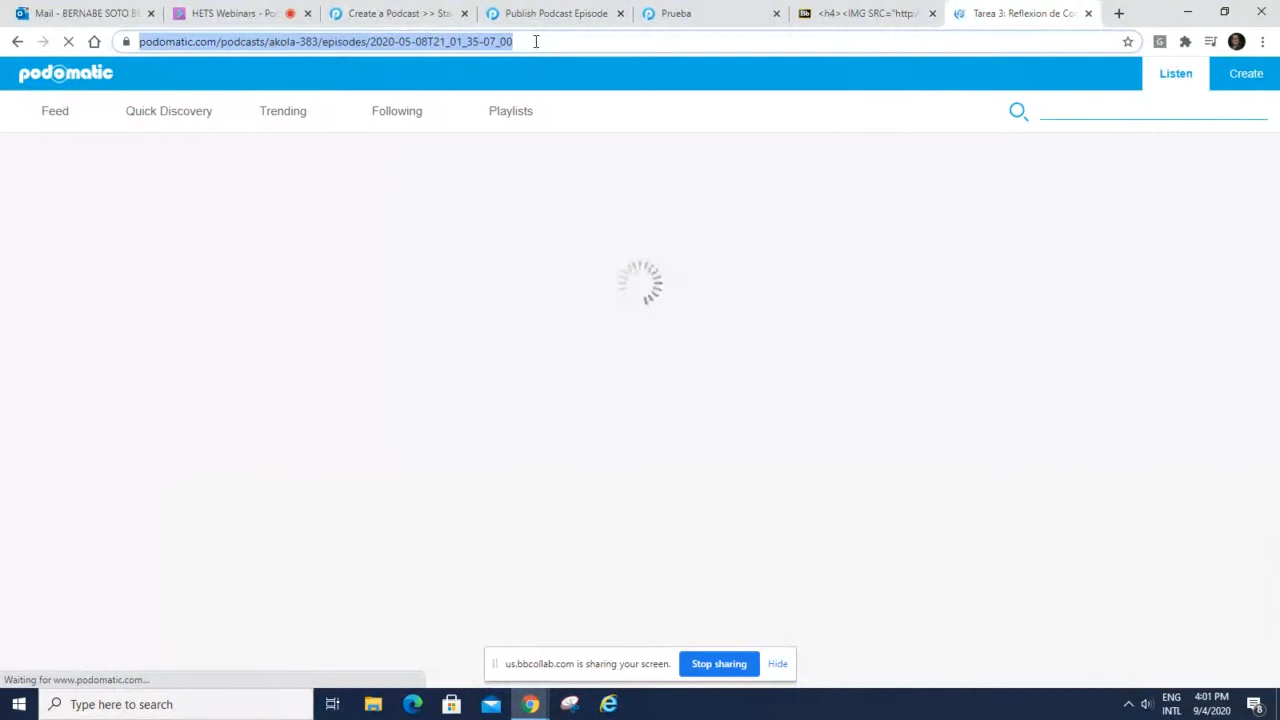 Mail - BERNABE SOTO B
HETS Webinars - Po
Create a Podcast >> Sta
Publish Podcast Episode
Prueba
<h4><IMG SRC="http:/
Tarea 3: Reflexion de Co
podomatic.com/podcasts/akola-383/episodes/2020-05-08T21_01_35-07_00
podomatic
Listen
Create
Feed
Quick Discovery
Trending
Following
Playlists
us.bbcollab.com is sharing your screen.
Stop sharing
Hide
Waiting for www.podomatic.com...
Type here to search
ENG
INTL
4:01 PM
9/4/2020
8